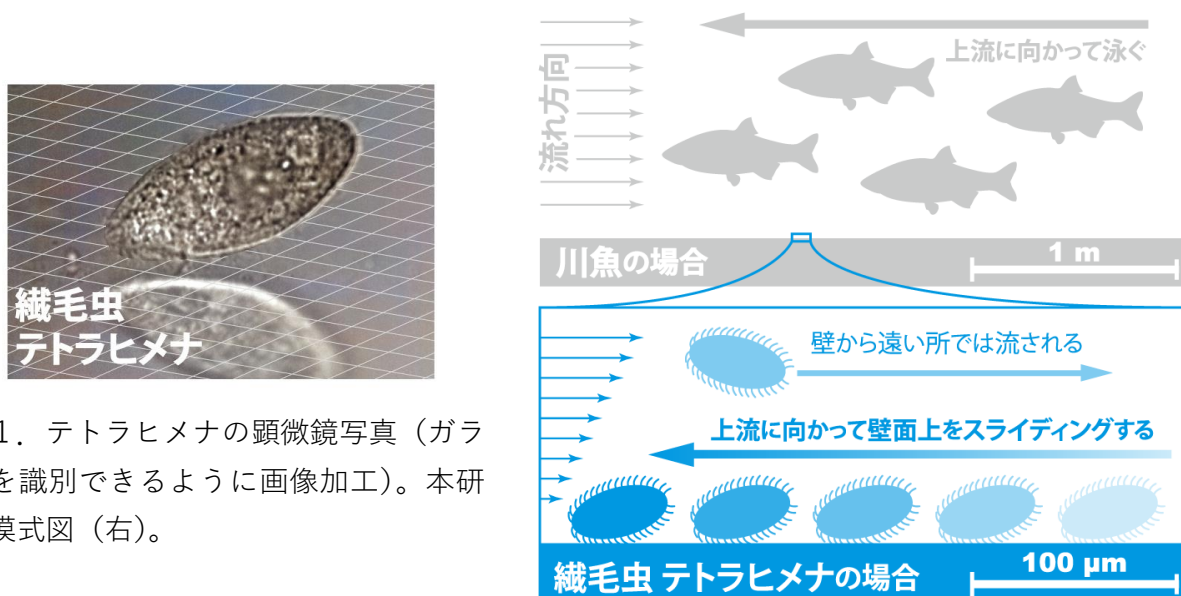 繊毛虫
テトラヒメナ
1. テトラヒメナの顕微鏡写真（ガラ
を識別できるように画像加工）。本研
模式図（右）。
上流に向かって泳ぐ
流れ方向
川魚の場合
1 m
壁から遠い所では流される
上流に向かって壁面上をスライディングする
繊毛虫 テトラヒメナの場合
100 µm